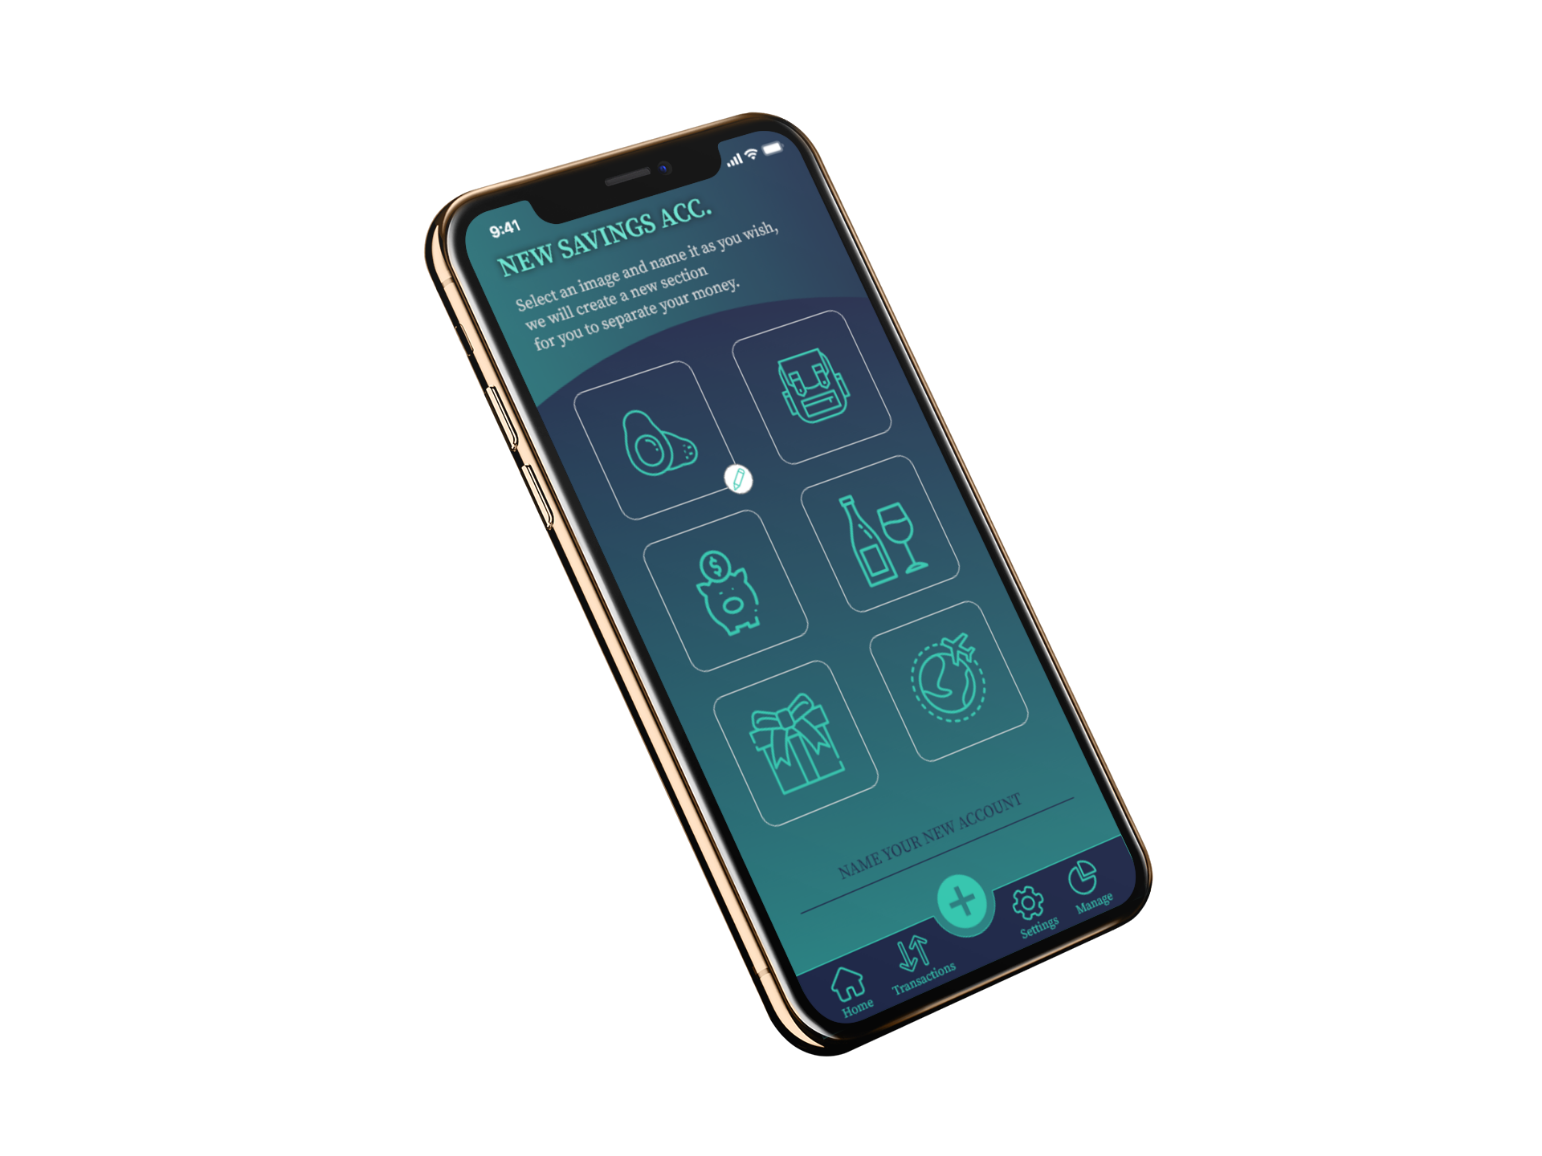 9:41
NEW SAVINGS ACC.
Select an image and name it as you wish,
we will create a new section
for you to separate your money.
$
NAME YOUR NEW ACCOUNT
Home
Transactions
Settings
Manage